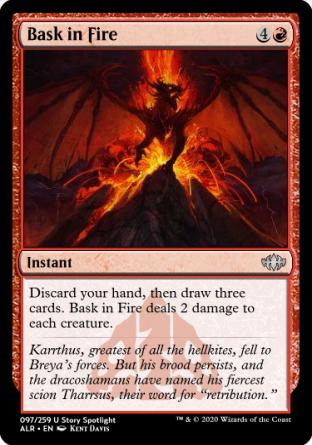 Bask in Fire 4
Instant
Discard your hand, then draw three
cards. Bask in Fire deals 2 damage to
each creature.
Karrthus, greatest of all the hellkites, fell to
Breya's forces. But his brood persists, and
the dracoshamans have named his fiercest
scion Tharrsus, their word for “retribution.”
097/259 U Story Spotlight
ALR • EN Kent Davis
™ & © 2020 Wizards of the Coast